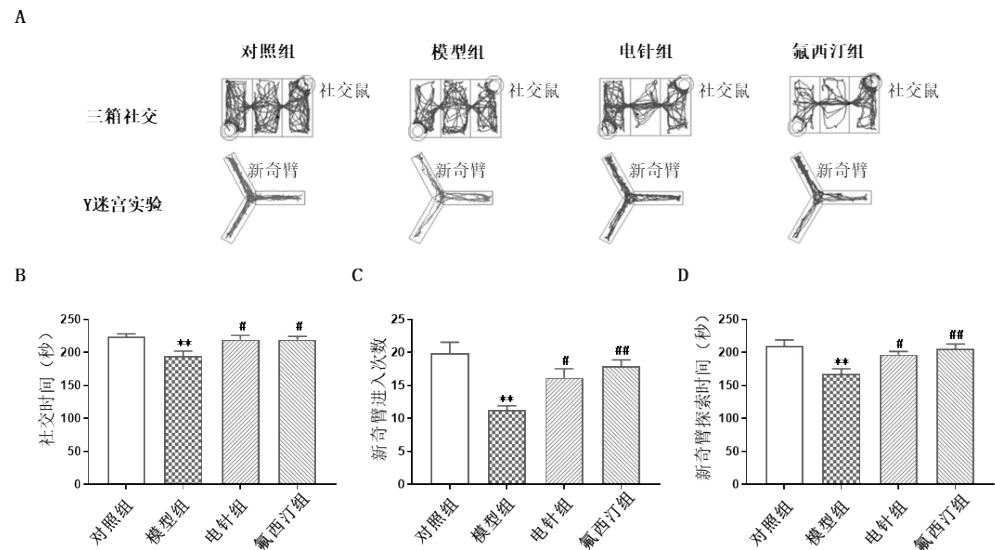 A
对照组 模型组 电针组 氟西汀组
三箱社交 社交鼠 社交鼠 社交鼠 社交鼠
Y迷宫实验 新奇臂 新奇臂 新奇臂 新奇臂
B
社交时间（秒）
250
200
150
100
50
0
** # #
对照组 模型组 电针组 氟西汀组
C
新奇臂进入次数
25
20
15
10
5
0
** # ##
对照组 模型组 电针组 氟西汀组
D
新奇臂探索时间（秒）
250
200
150
100
50
0
** # ##
对照组 模型组 电针组 氟西汀组